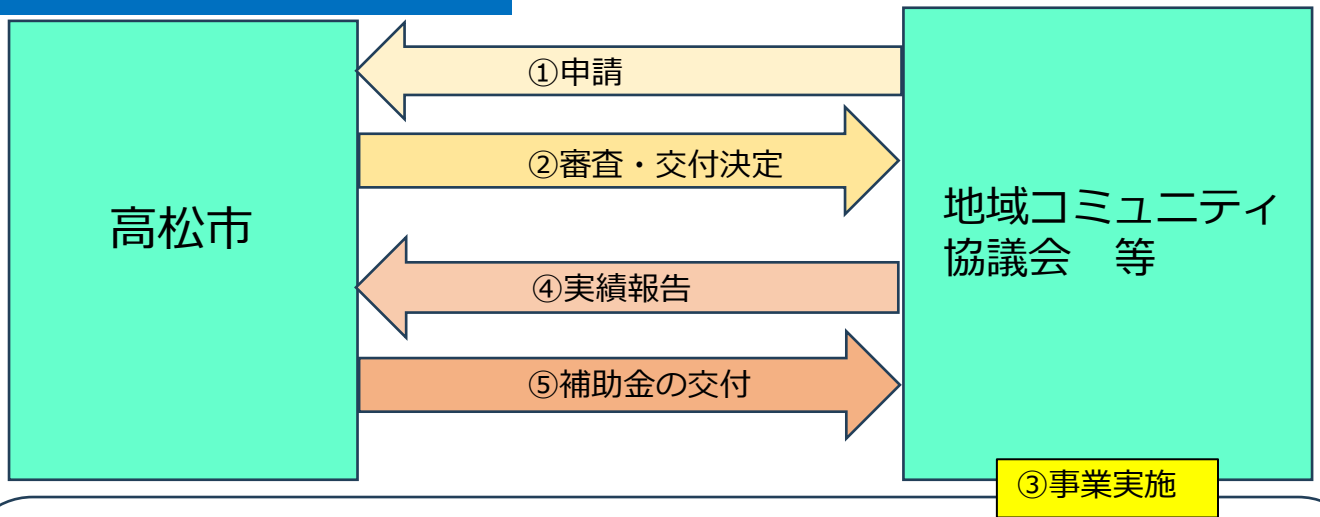 ①申請
②審査・交付決定
高松市
地域コミュニティ
協議会　等
④実績報告
⑤補助金の交付
③事業実施